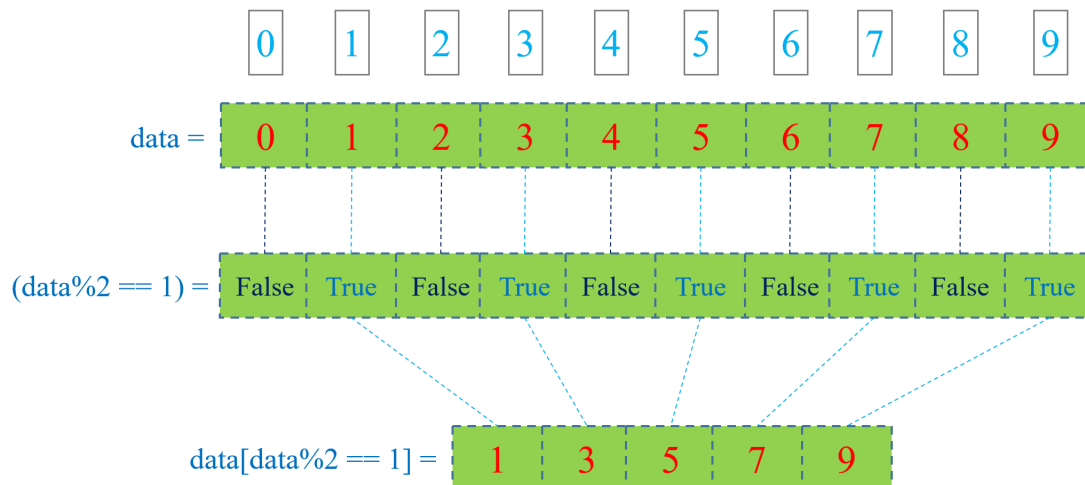 0 1 2 3 4 5 6 7 8 9
data = 0 1 2 3 4 5 6 7 8 9
(data%2 == 1) = False True False True False True False True False True
data[data%2 == 1] = 1 3 5 7 9